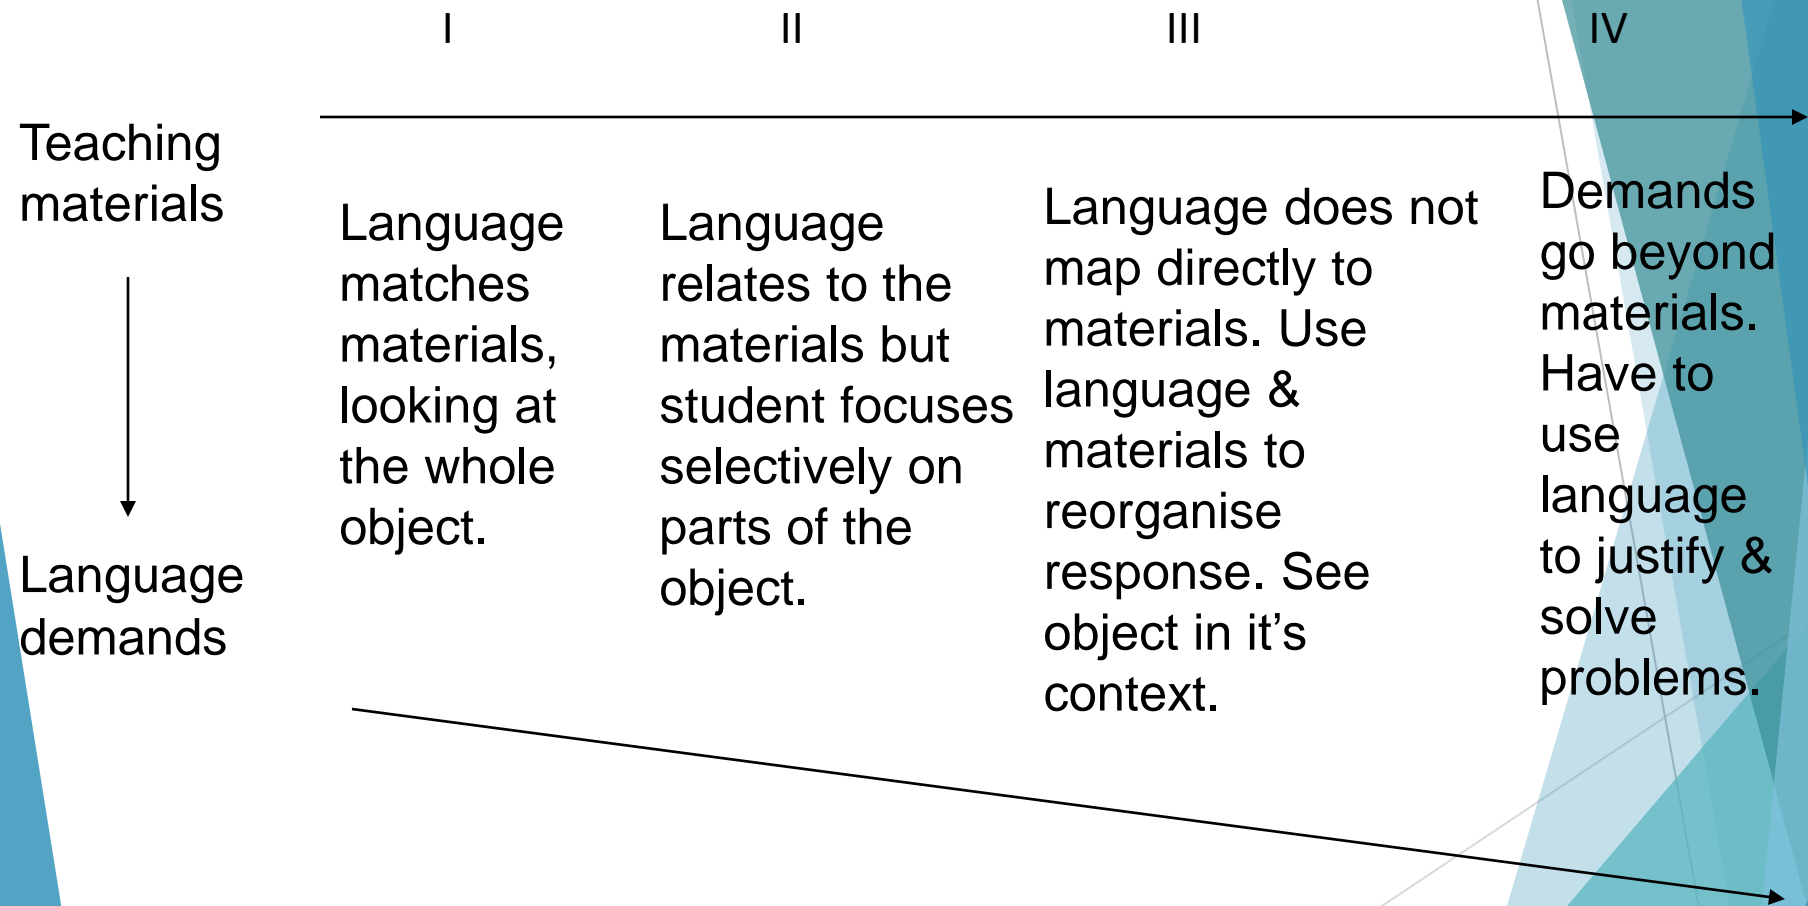 I
II
III
IV
Teaching
materials
Language
demands
Language
matches
materials,
looking at
the whole
object.
Language
relates to the
materials but
student focuses
selectively on
parts of the
object.
Language does not
map directly to
materials. Use
language &
materials to
reorganise
response. See
object in it’s
context.
Demands
go beyond
materials.
Have to
use
language
to justify &
solve
problems.